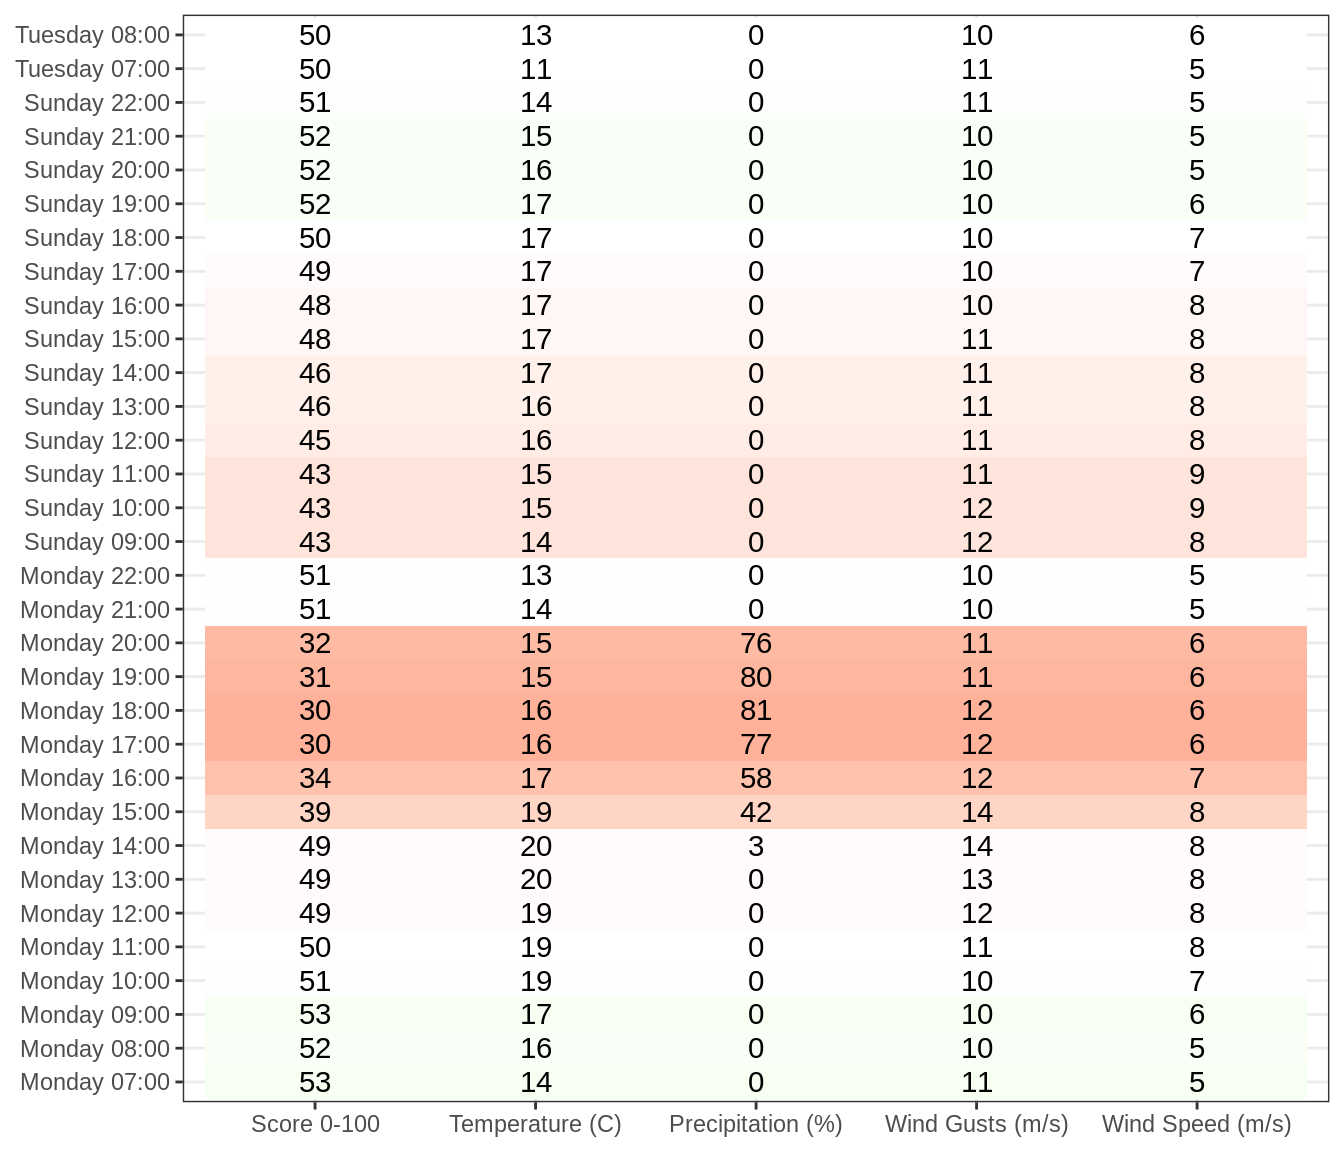 Tuesday 08:00 50 13 0 10 6
Tuesday 07:00 50 11 0 11 5
Sunday 22:00 51 14 0 11 5
Sunday 21:00 52 15 0 10 5
Sunday 20:00 52 16 0 10 5
Sunday 19:00 52 17 0 10 6
Sunday 18:00 50 17 0 10 7
Sunday 17:00 49 17 0 10 7
Sunday 16:00 48 17 0 10 8
Sunday 15:00 48 17 0 11 8
Sunday 14:00 46 17 0 11 8
Sunday 13:00 46 16 0 11 8
Sunday 12:00 45 16 0 11 8
Sunday 11:00 43 15 0 11 9
Sunday 10:00 43 15 0 12 9
Sunday 09:00 43 14 0 12 8
Monday 22:00 51 13 0 10 5
Monday 21:00 51 14 0 10 5
Monday 20:00 32 15 76 11 6
Monday 19:00 31 15 80 11 6
Monday 18:00 30 16 81 12 6
Monday 17:00 30 16 77 12 6
Monday 16:00 34 17 58 12 7
Monday 15:00 39 19 42 14 8
Monday 14:00 49 20 3 14 8
Monday 13:00 49 20 0 13 8
Monday 12:00 49 19 0 12 8
Monday 11:00 50 19 0 11 8
Monday 10:00 51 19 0 10 7
Monday 09:00 53 17 0 10 6
Monday 08:00 52 16 0 10 5
Monday 07:00 53 14 0 11 5
Score 0-100 Temperature (C) Precipitation (%) Wind Gusts (m/s) Wind Speed (m/s)